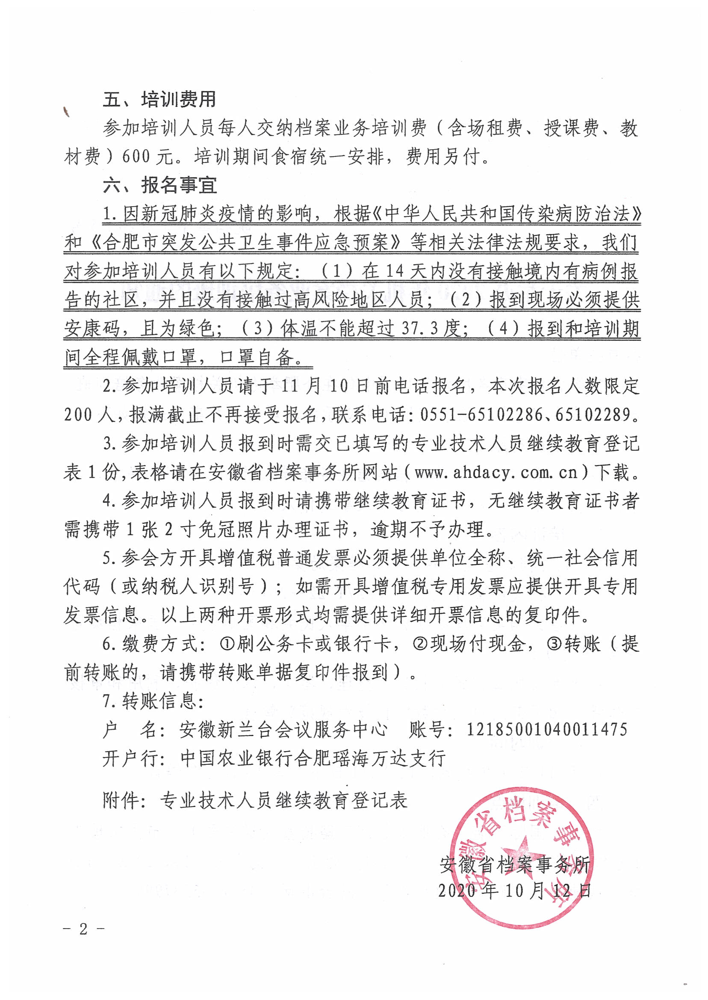 五、培训费用
参加培训人员每人交纳档案业务培训费（含场租费、授课费、教
材费）600元。培训期间食宿统一安排，费用另付。
六、报名事宜
1.因新冠肺炎疫情的影响，根据《中华人民共和国传染病防治法》
和《合肥市突发公共卫生事件应急预案》等相关法律法规要求，我们
对参加培训人员有以下规定：（1）在14天内没有接触境内有病例报
告的社区，并且没有接触过高风险地区人员；（2）报到现场必须提供
安康码，且为绿色；（3）体温不能超过37.3度；（4）报到和培训期
间全程佩戴口罩，口罩自备。
2.参加培训人员请于11月10日前电话报名，本次报名人数限定
200人，报满截止不再接受报名，联系电话：0551-65102286、65102289。
3.参加培训人员报到时需交已填写的专业技术人员继续教育登记
表1份，表格请在安徽省档案事务所网站（www.ahdacy.com.cn）下载。
4.参加培训人员报到时请携带继续教育证书，无继续教育证书者
需携带1张2寸免冠照片办理证书，逾期不予办理。
5.参会方开具增值税普通发票必须提供单位全称、统一社会信用
代码（或纳税人识别号）；如需开具增值税专用发票应提供开具专用
发票信息。以上两种开票形式均需提供详细开票信息的复印件。
6.缴费方式：①刷公务卡或银行卡，②现场付现金，③转账（提
前转账的，请携带转账单据复印件报到）。
7.转账信息：
户 名：安徽新兰台会议服务中心 账号：12185001040011475
开户行：中国农业银行合肥瑶海万达支行
附件：专业技术人员继续教育登记表
安徽省档案事务所
安徽省档案事务所
2020年10月12日
- 2 -